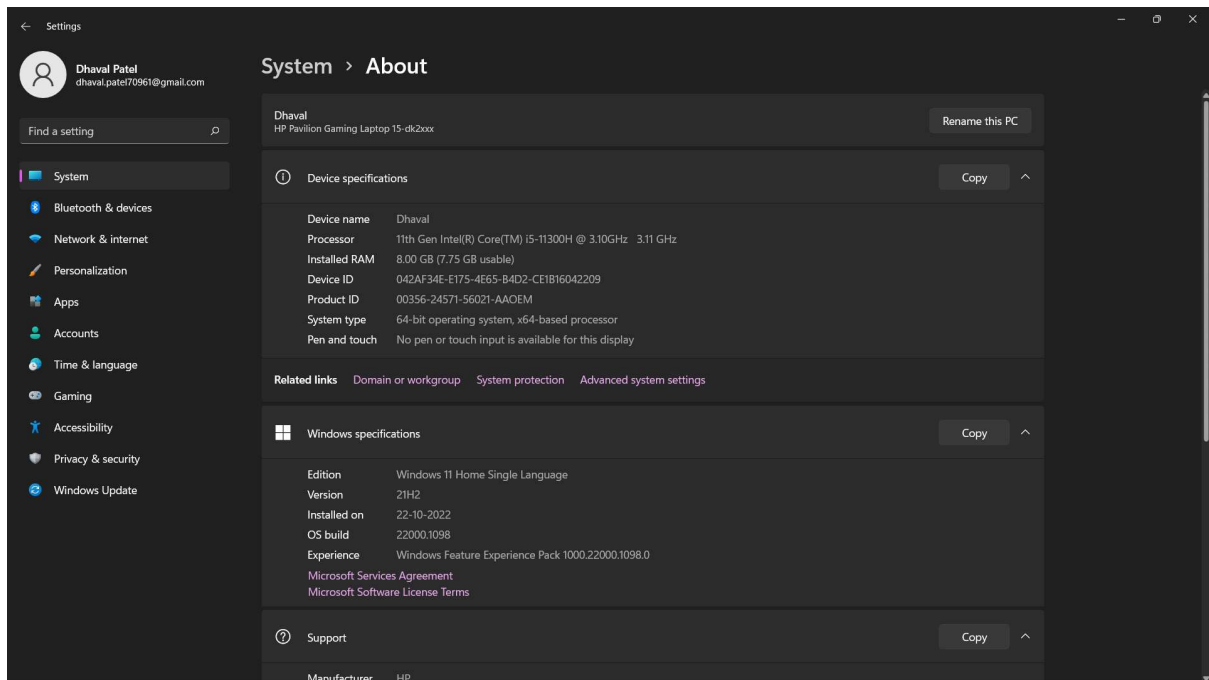 Settings
Dhaval Patel
dhaval.patel70961@gmail.com
Find a setting
System
Bluetooth & devices
Network & internet
Personalization
Apps
Accounts
Time & language
Gaming
Accessibility
Privacy & security
Windows Update
System > About
Dhaval
HP Pavilion Gaming Laptop 15-dk2xxx
Rename this PC
Device specifications
Copy
Device name Dhaval
Processor 11th Gen Intel(R) Core(TM) i5-11300H @ 3.10GHz 3.11 GHz
Installed RAM 8.00 GB (7.75 GB usable)
Device ID 042AF34E-E175-4E65-B4D2-CE1B16042209
Product ID 00356-24571-56021-AAOEM
System type 64-bit operating system, x64-based processor
Pen and touch No pen or touch input is available for this display
Related links Domain or workgroup System protection Advanced system settings
Windows specifications
Copy
Edition Windows 11 Home Single Language
Version 21H2
Installed on 22-10-2022
OS build 22000.1098
Experience Windows Feature Experience Pack 1000.22000.1098.0
Microsoft Services Agreement
Microsoft Software License Terms
Support
Copy
Manufacturer HP